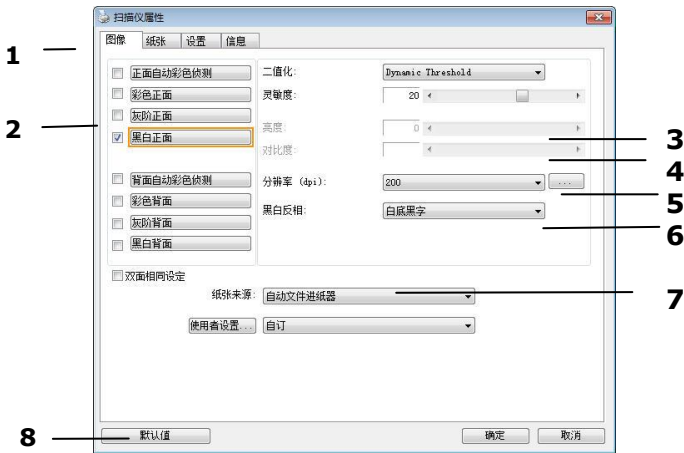 扫描仪属性
图像 纸张 设置 信息
1
正面自动彩色侦测 二值化: Dynamic Threshold
彩色正面 灵敏度: 20
2 灰阶正面 亮度: 0
黑白正面 对比度: 3
4
背面自动彩色侦测 分辨率 (dpi): 200 ...
彩色背面 5
灰阶背面 黑白反相: 白底黑字
6
黑白背面
双面相同设定
纸张来源: 自动文件进纸器 7
使用者设置... 自订
8 默认值 确定 取消